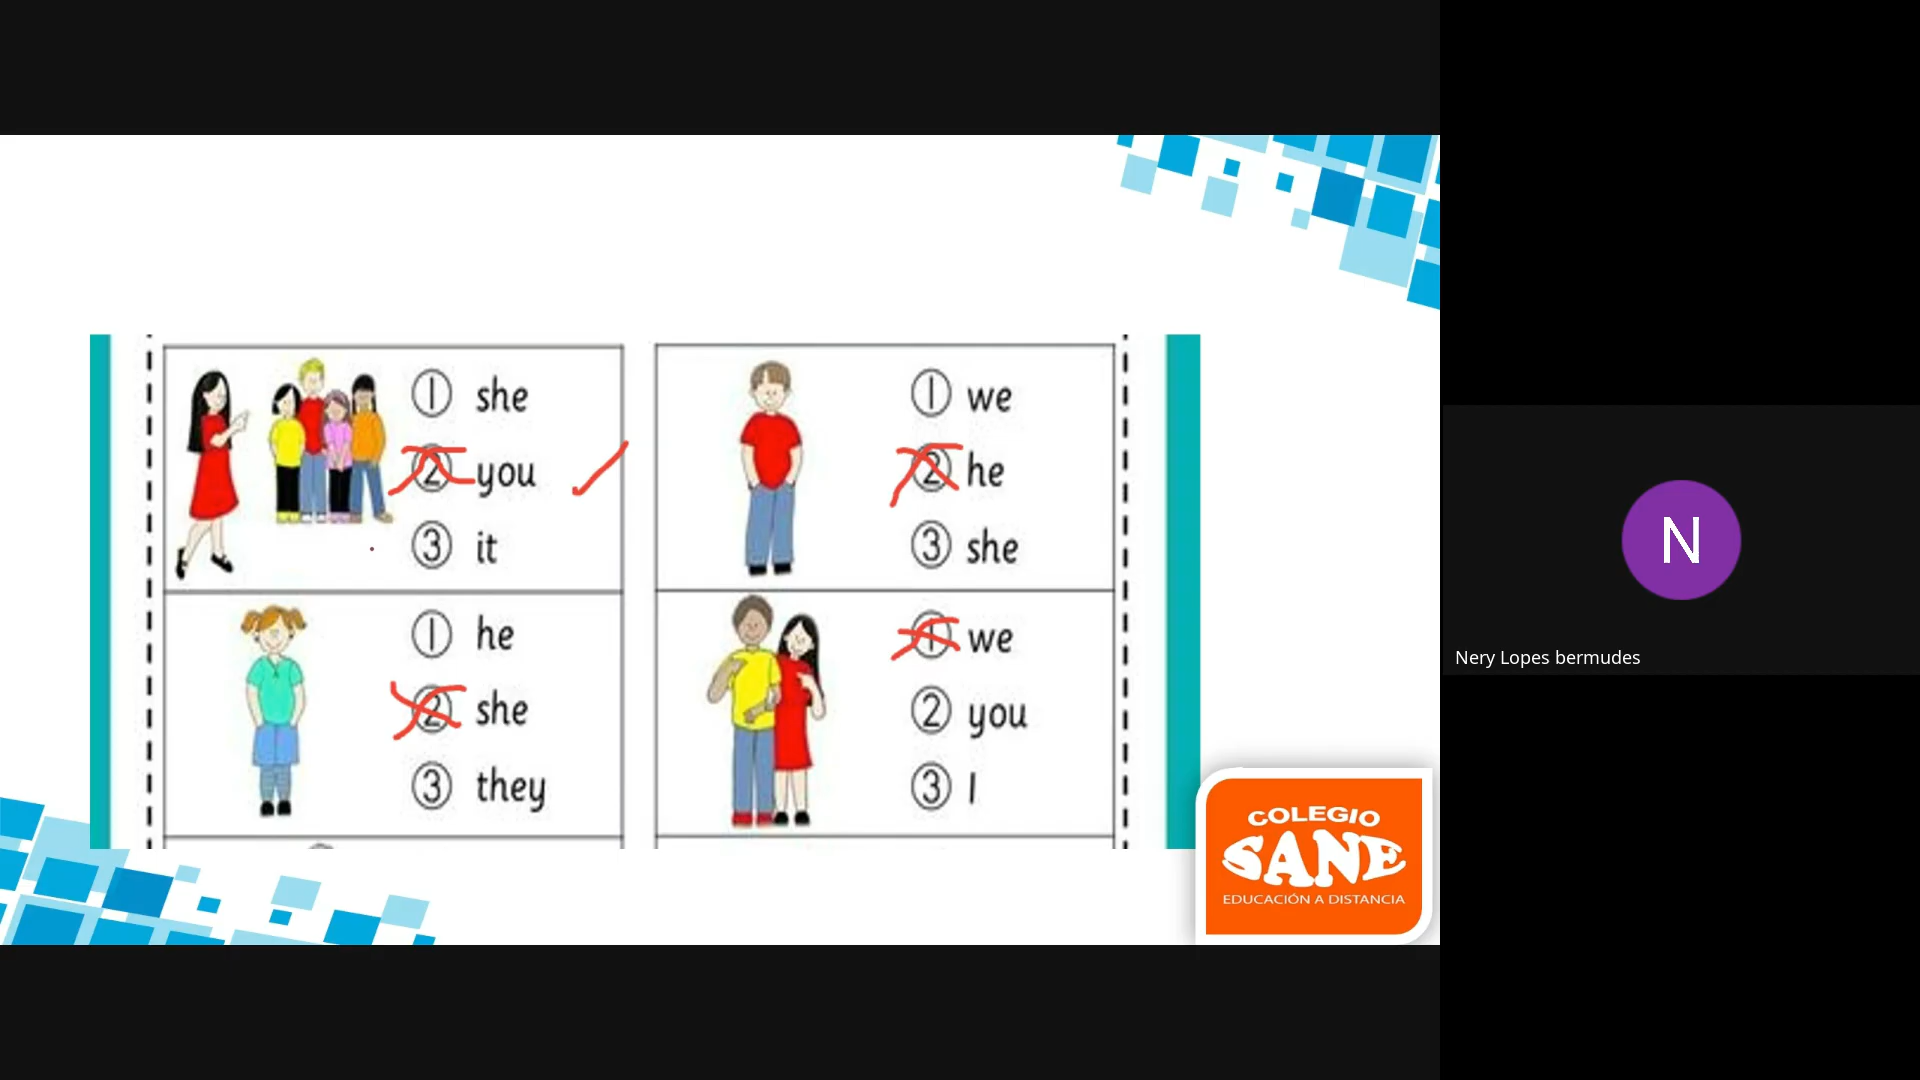 ① she
② you
③ it
① we
② he
③ she
① he
② she
③ they
① we
② you
③ I
COLEGIO
SANE
EDUCACIÓN A DISTANCIA
N
Nery Lopes bermudes